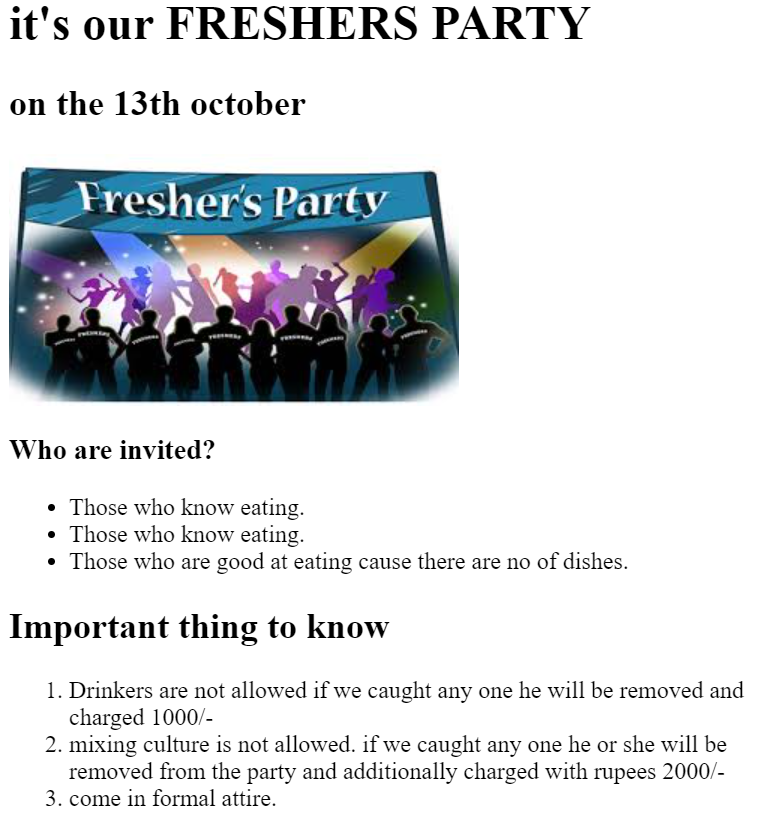 it's our FRESHERS PARTY
on the 13th october
Fresher's Party
FRESHERS FRESHERS FRESHERS FRESHERS FRESHERS FRESHERS FRESHERS FRESHERS
Who are invited?
• Those who know eating.
• Those who know eating.
• Those who are good at eating cause there are no of dishes.
Important thing to know
1. Drinkers are not allowed if we caught any one he will be removed and
charged 1000/-
2. mixing culture is not allowed. if we caught any one he or she will be
removed from the party and additionally charged with rupees 2000/-
3. come in formal attire.